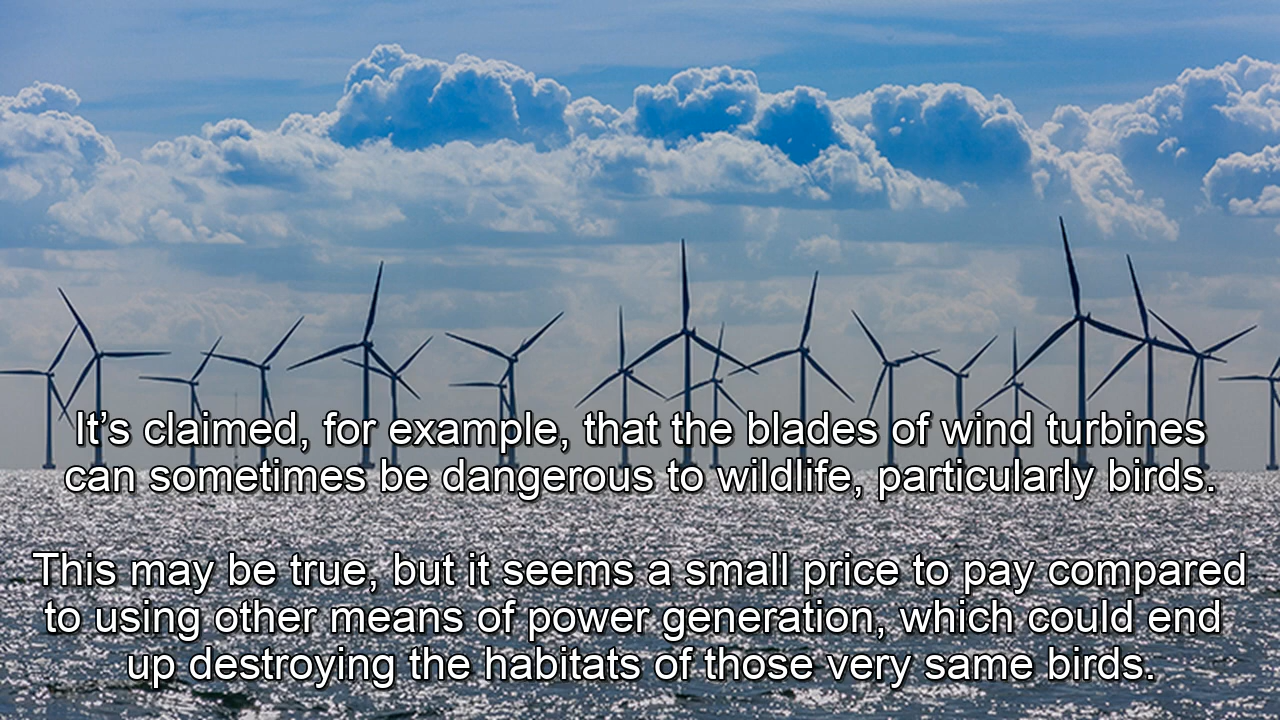 It’s claimed, for example, that the blades of wind turbines
can sometimes be dangerous to wildlife, particularly birds.
This may be true, but it seems a small price to pay compared
to using other means of power generation, which could end
up destroying the habitats of those very same birds.